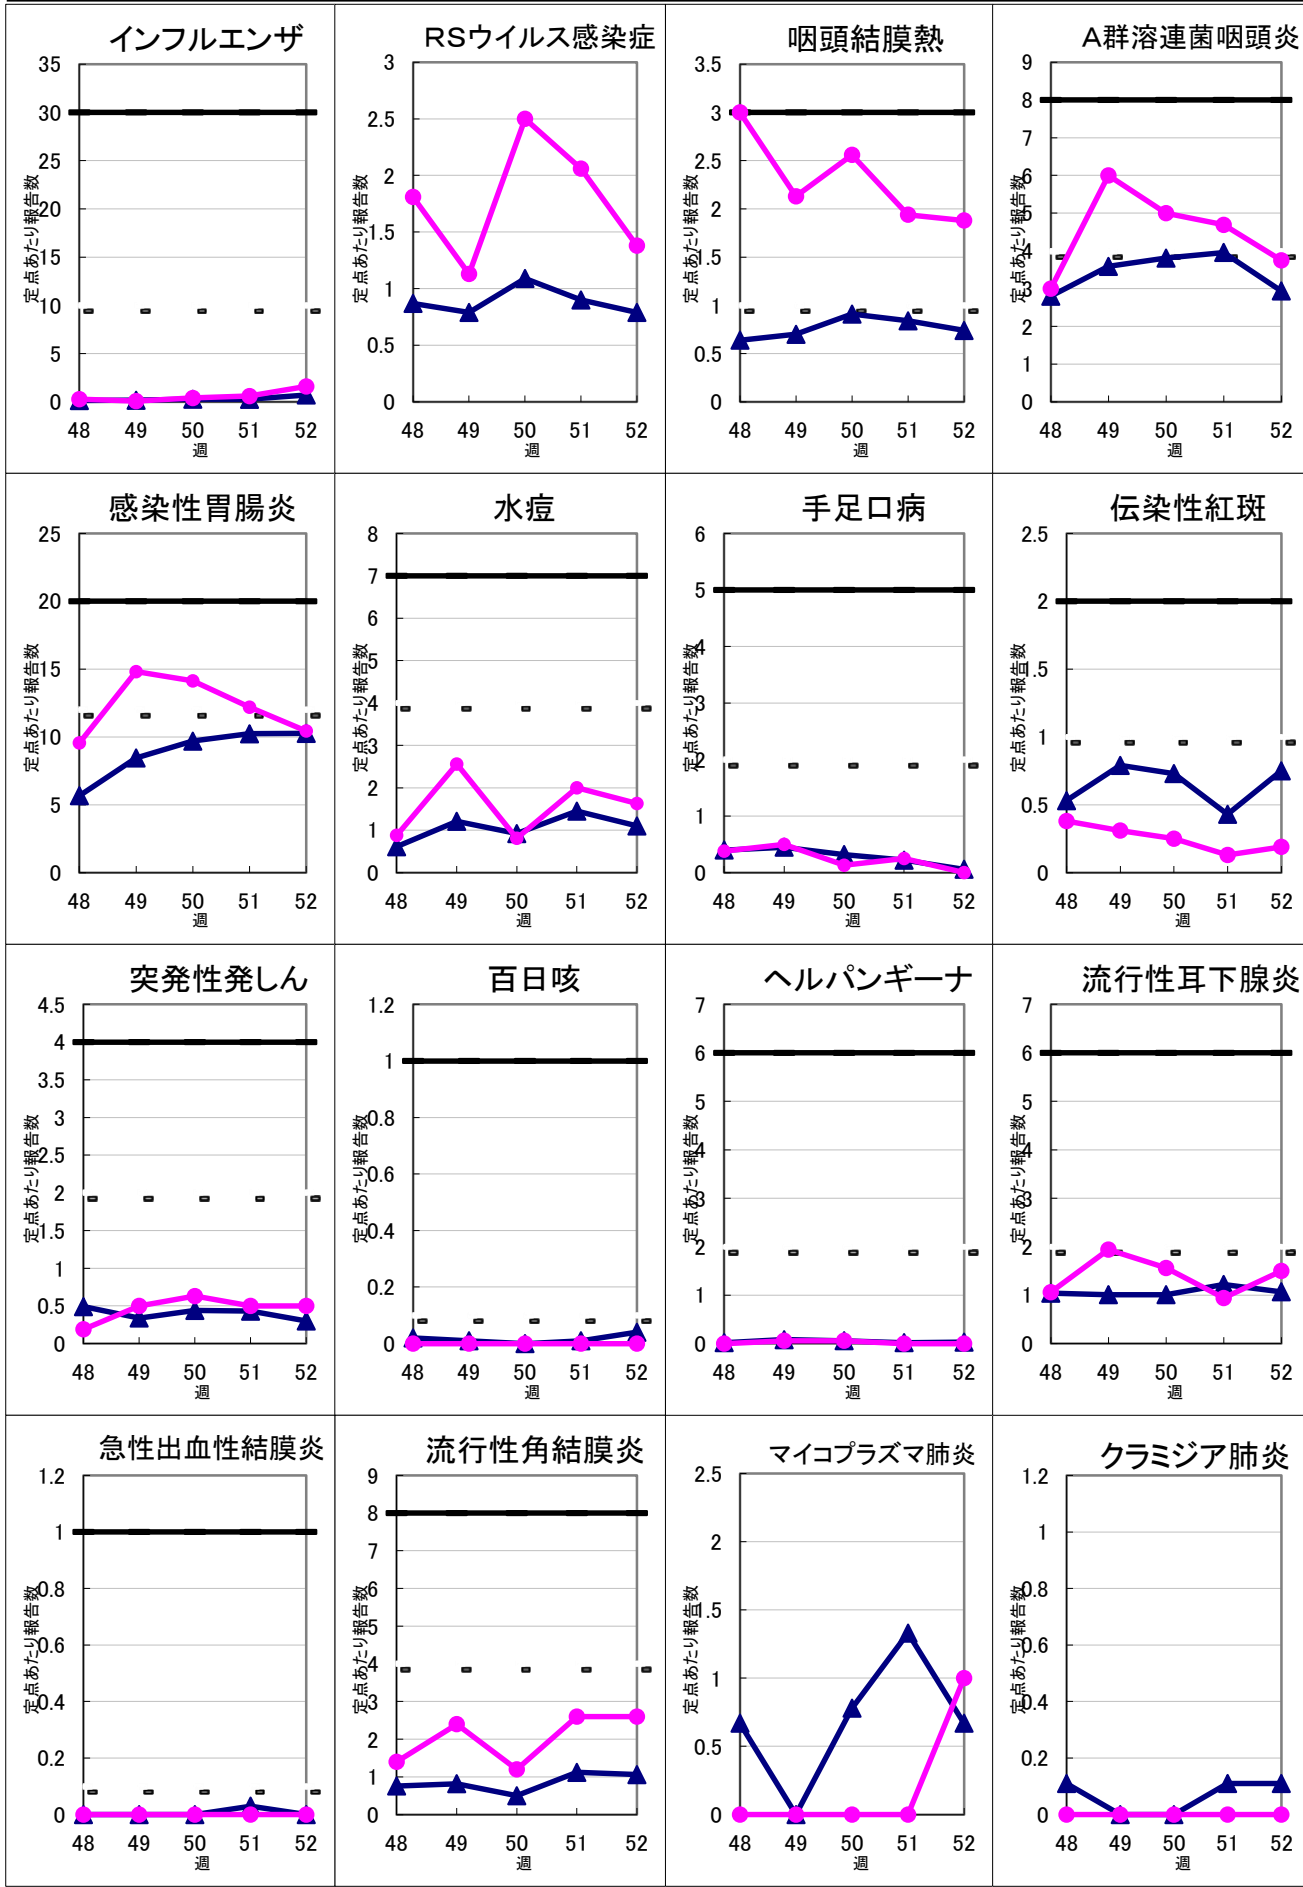 インフルエンザ
35
30
25
20
15
10
5
0
定点あたり報告数
48 49 50 51 52
週
RSウイルス感染症
3
2.5
2
1.5
1
0.5
0
定点あたり報告数
48 49 50 51 52
週
咽頭結膜熱
3.5
3
2.5
2
1.5
1
0.5
0
定点あたり報告数
48 49 50 51 52
週
A群溶連菌咽頭炎
9
8
7
6
5
4
3
2
1
0
定点あたり報告数
48 49 50 51 52
週
感染性胃腸炎
25
20
15
10
5
0
定点あたり報告数
48 49 50 51 52
週
水痘
8
7
6
5
4
3
2
1
0
定点あたり報告数
48 49 50 51 52
週
手足口病
6
5
4
3
2
1
0
定点あたり報告数
48 49 50 51 52
週
伝染性紅斑
2.5
2
1.5
1
0.5
0
定点あたり報告数
48 49 50 51 52
週
突発性発しん
4.5
4
3.5
3
2.5
2
1.5
1
0.5
0
定点あたり報告数
48 49 50 51 52
週
百日咳
1.2
1
0.8
0.6
0.4
0.2
0
定点あたり報告数
48 49 50 51 52
週
ヘルパンギーナ
7
6
5
4
3
2
1
0
定点あたり報告数
48 49 50 51 52
週
流行性耳下腺炎
7
6
5
4
3
2
1
0
定点あたり報告数
48 49 50 51 52
週
急性出血性結膜炎
1.2
1
0.8
0.6
0.4
0.2
0
定点あたり報告数
48 49 50 51 52
週
流行性角結膜炎
9
8
7
6
5
4
3
2
1
0
定点あたり報告数
48 49 50 51 52
週
マイコプラズマ肺炎
2.5
2
1.5
1
0.5
0
定点あたり報告数
48 49 50 51 52
週
クラミジア肺炎
1.2
1
0.8
0.6
0.4
0.2
0
定点あたり報告数
48 49 50 51 52
週